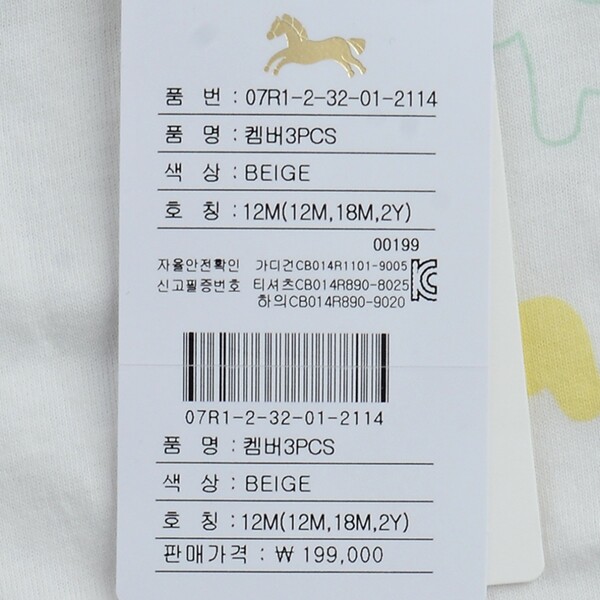 품 번 : 07R1-2-32-01-2114
품 명 : 켐버3PCS
색 상 : BEIGE
호 칭 : 12M(12M,18M,2Y)
00199
자율안전확인 가디건CB014R1101-9005
신고필증번호 티셔츠CB014R890-8025
하의CB014R890-9020
07R1-2-32-01-2114
품 명 : 켐버3PCS
색 상 : BEIGE
호 칭 : 12M(12M,18M,2Y)
판매가격 : ₩ 199,000